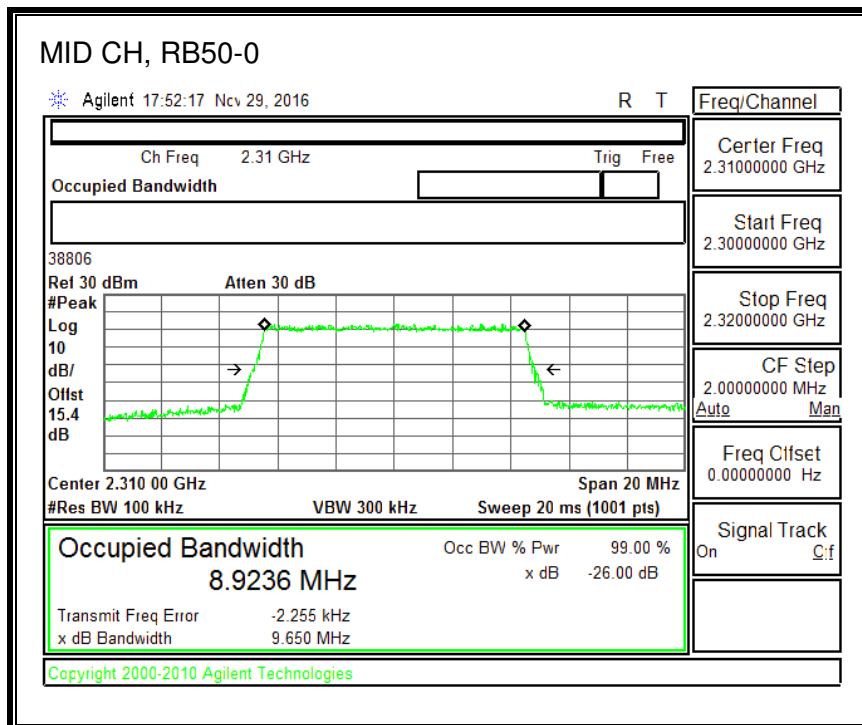 MID CH, RB50-0
Agilent 17:52:17 Nov 29, 2016 R T
Freq/Channel
Ch Freq 2.31 GHz Trig Free
Occupied Bandwidth
Center Freq
2.31000000 GHz
Start Freq
2.30000000 GHz
Stop Freq
2.32000000 GHz
CF Step
2.00000000 MHz
Auto Man
Freq Offset
0.00000000 Hz
Signal Track
On Off
38806
Ref 30 dBm Atten 30 dB
#Peak
Log
10
dB/
Offst
15.4
dB
Center 2.310 00 GHz Span 20 MHz
#Res BW 100 kHz VBW 300 kHz Sweep 20 ms (1001 pts)
Occupied Bandwidth Occ BW % Pwr 99.00 %
8.9236 MHz x dB -26.00 dB
Transmit Freq Error -2.255 kHz
x dB Bandwidth 9.650 MHz
Copyright 2000-2010 Agilent Technologies